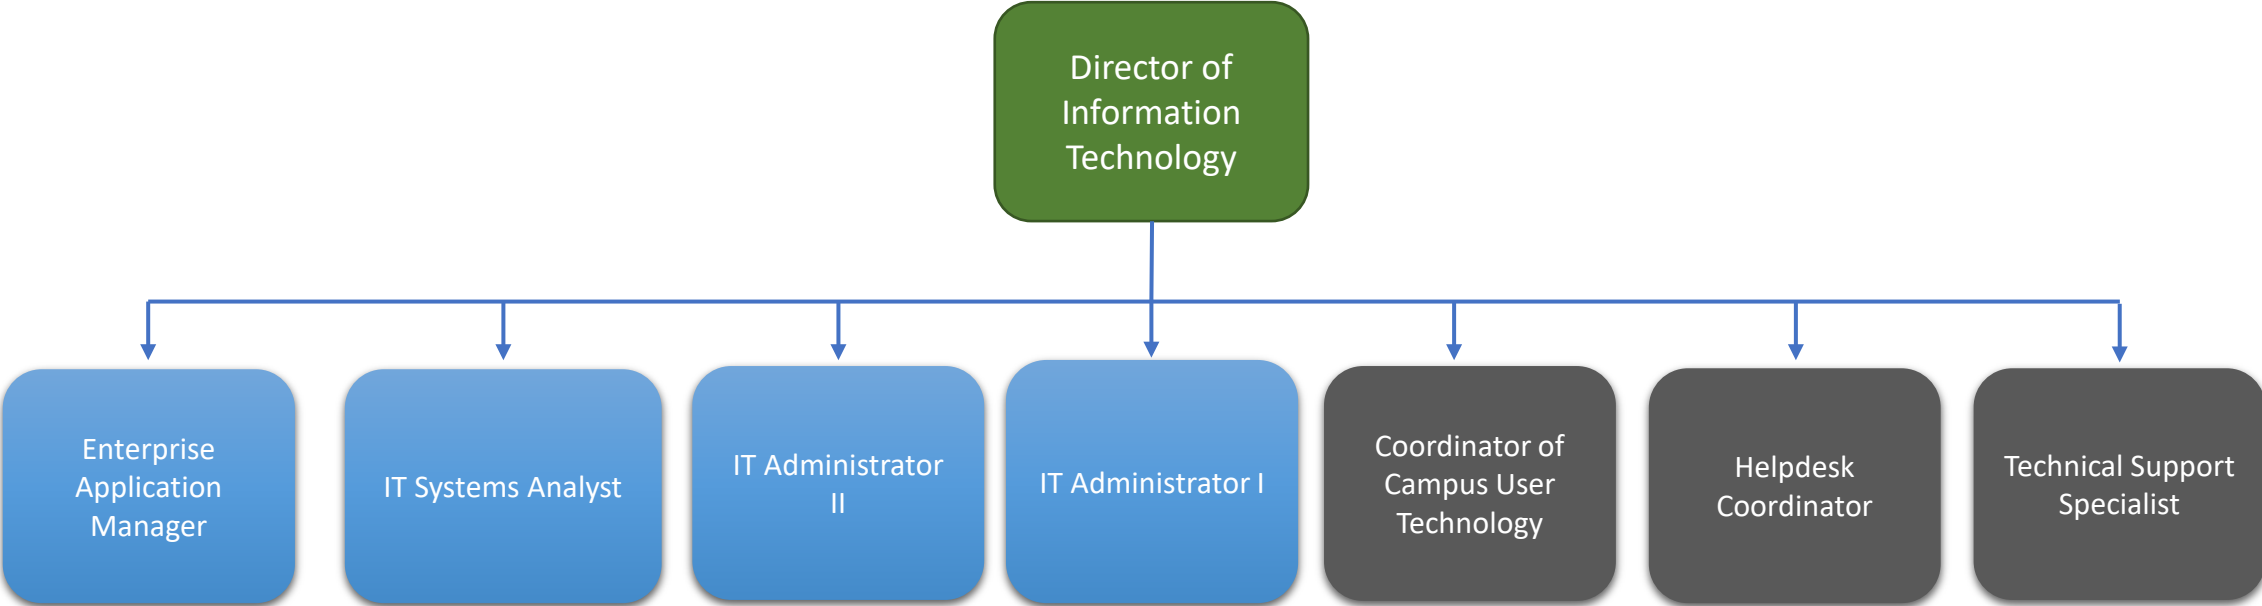 Director of
Information
Technology
Enterprise
Application
Manager
IT Systems Analyst
IT Administrator
II
IT Administrator I
Coordinator of
Campus User
Technology
Helpdesk
Coordinator
Technical Support
Specialist